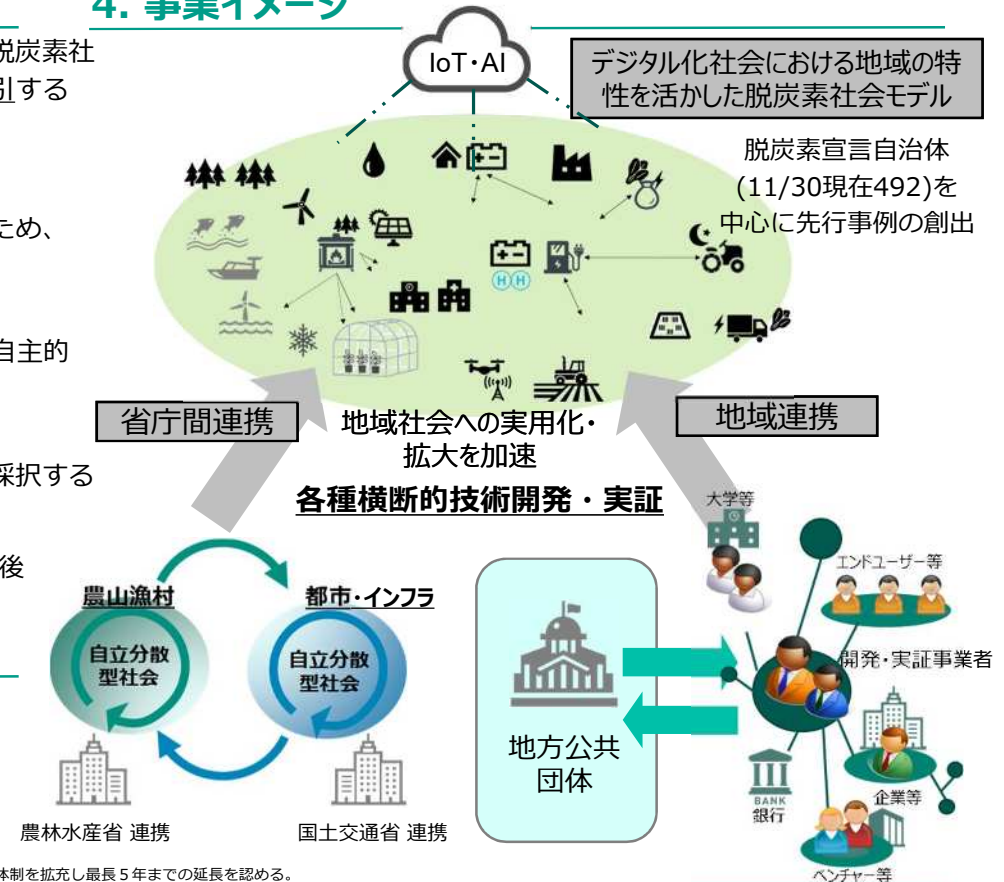 4. 事業イメージ
脱炭素社
引する
ため、
自主的
採択する
後
IoT・AI
デジタル化社会における地域の特
性を活かした脱炭素社会モデル
脱炭素宣言自治体
(11/30現在492)を
中心に先行事例の創出
H H
省庁間連携
地域社会への実用化・
拡大を加速
地域連携
各種横断的技術開発・実証
農山漁村
都市・インフラ
自立分散
型社会
自立分散
型社会
農林水産省 連携
国土交通省 連携
地方公共
団体
大学等
エンドユーザー等
開発・実証事業者
企業等
BANK
銀行
ベンチャー等
体制を拡充し最長5年までの延長を認める。